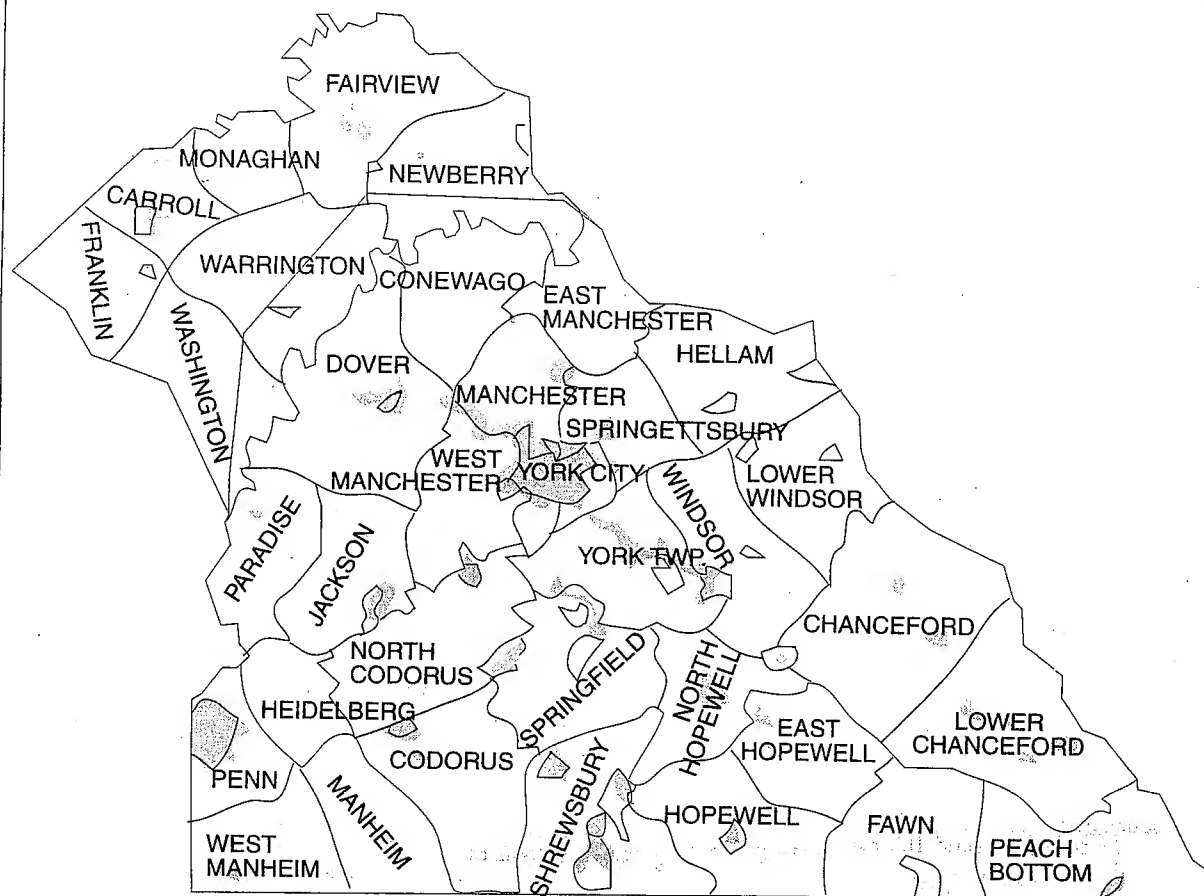 FAIRVIEW
MONAGHAN
NEWBERRY
CARROLL
FRANKLIN
WARRINGTON
CONEWAGO
EAST
MANCHESTER
WASHINGTON
HELLAM
DOVER
MANCHESTER
SPRINGETTSBURY
WEST
MANCHESTER
YORK CITY
WINDSOR
LOWER
WINDSOR
PARADISE
JACKSON
YORK TWP.
CHANCEFORD
NORTH
CODORUS
SPRINGFIELD
NORTH
HOPEWELL
HEIDELBERG
EAST
HOPEWELL
LOWER
CHANCEFORD
CODORUS
PENN
MANHEIM
SHREWSBURY
HOPEWELL
FAWN
WEST
MANHEIM
PEACH
BOTTOM